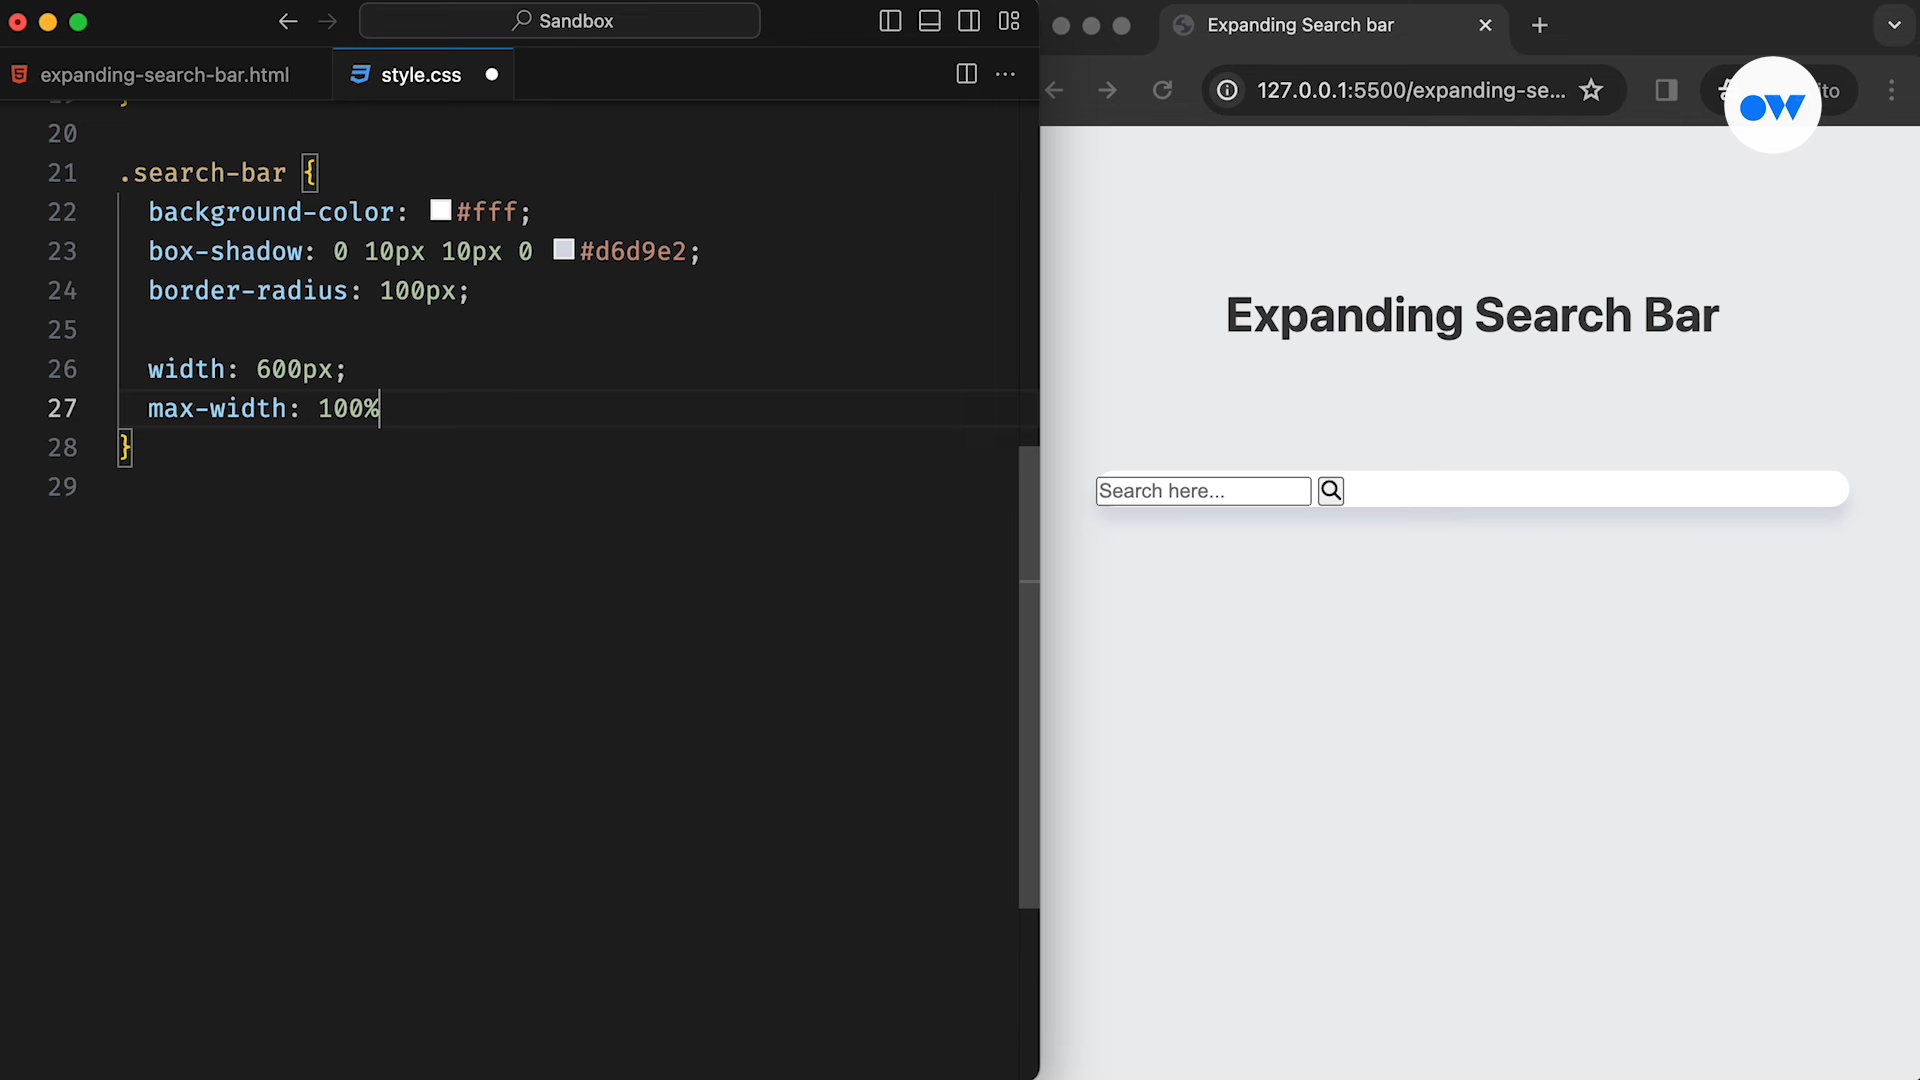 Sandbox
expanding-search-bar.html
style.css
20
21 .search-bar {
22 background-color: #fff;
23 box-shadow: 0 10px 10px 0 #d6d9e2;
24 border-radius: 100px;
25
26 width: 600px;
27 max-width: 100%
28 }
29
Expanding Search bar
127.0.0.1:5500/expanding-se...
to
OW
Expanding Search Bar
Search here...